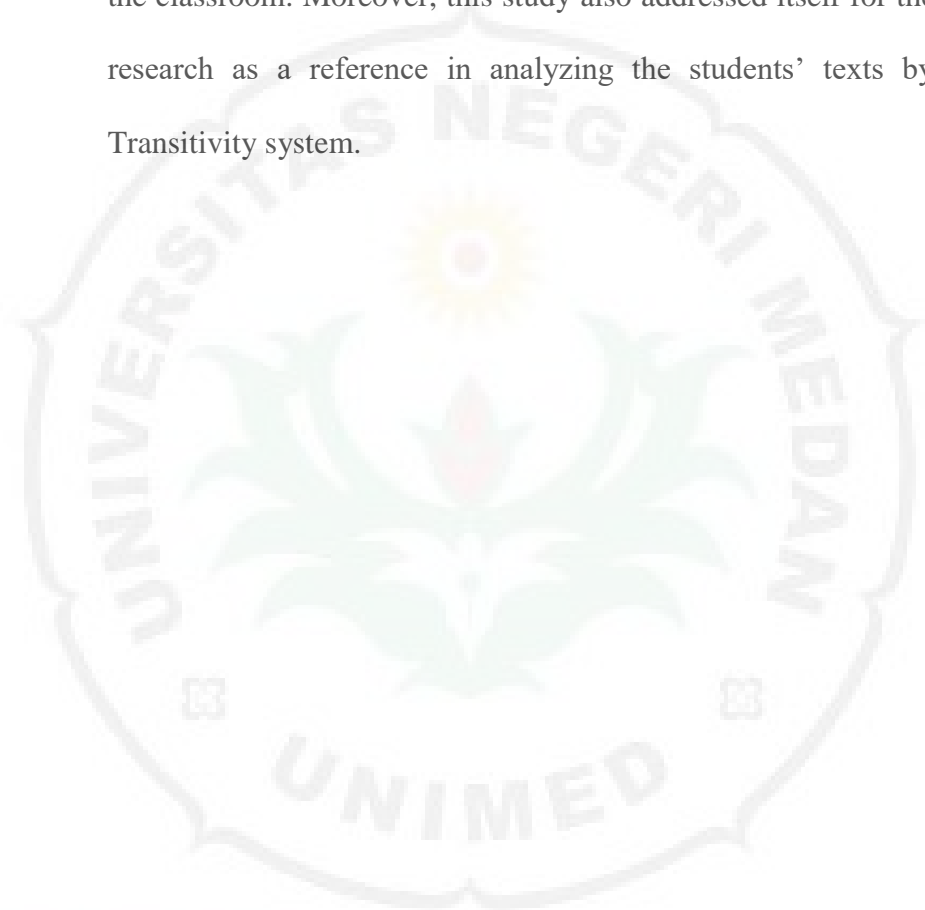 the classroom. Moreover, this study also addressed itself for the
research as a reference in analyzing the students’ texts by
Transitivity system.
UNIVERSITAS NEGERI MEDAN
UNIMED